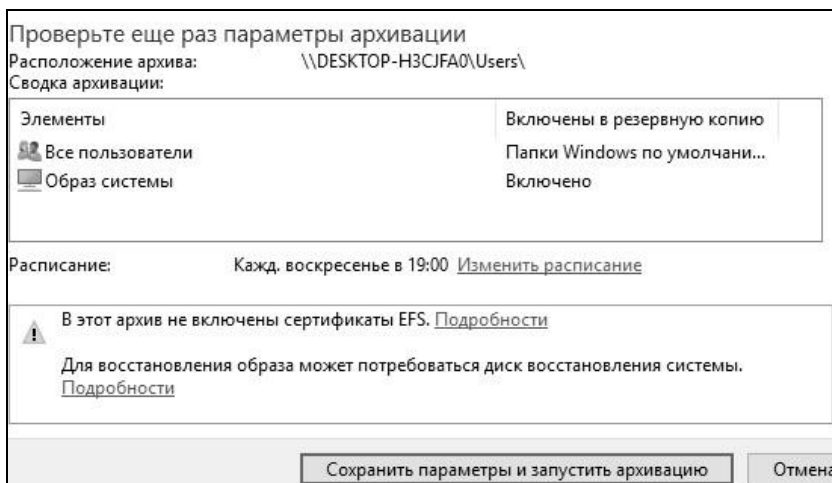 Проверьте еще раз параметры архивации
Расположение архива: \\DESKTOP-H3CJFA0\Users\
Сводка архивации:
Элементы Включены в резервную копию
Все пользователи Папки Windows по умолчани...
Образ системы Включено
Расписание: Кажд. воскресенье в 19:00 Изменить расписание
В этот архив не включены сертификаты EFS. Подробности
Для восстановления образа может потребоваться диск восстановления системы.
Подробности
Сохранить параметры и запустить архивацию Отмена